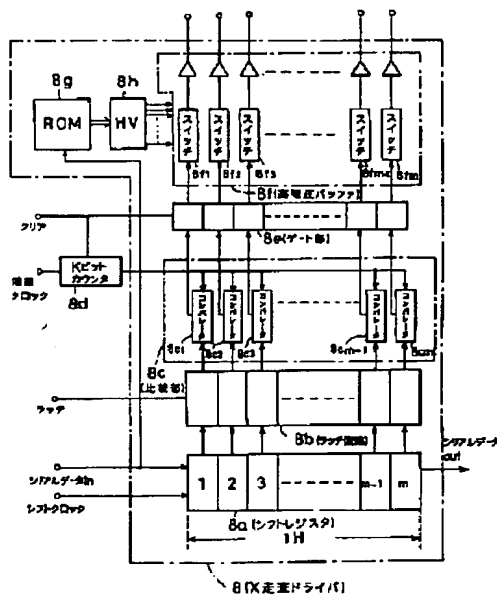 8g
8h
ROM
HV
スイッチ
スイッチ
スイッチ
スイッチ
スイッチ
8f1
8f2
8f3
8fm-1
8fm
8f(高電圧バッファ)
クリア
8e(ゲート部)
Kビット
カウンタ
クロック
8d
コンパレータ
コンパレータ
コンパレータ
コンパレータ
コンパレータ
8c1
8c2
8c3
8cm-1
8cm
8c
(比較部)
ラッチ
8b(ラッチ回路)
シリアルデータ
out
シリアルデータin
シフトクロック
1
2
3
m-1
m
8a(シフトレジスタ)
1H
8(X走査ドライバ)